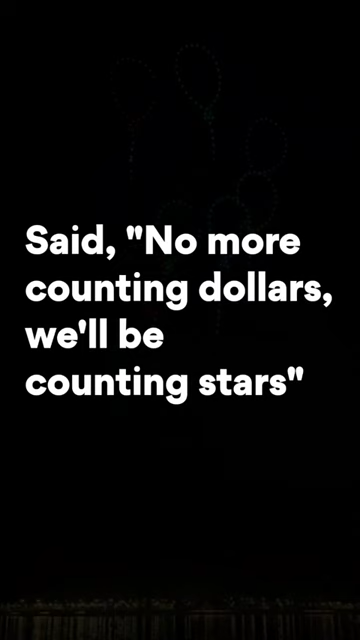 Said, "No more
counting dollars,
we'll be
counting stars"